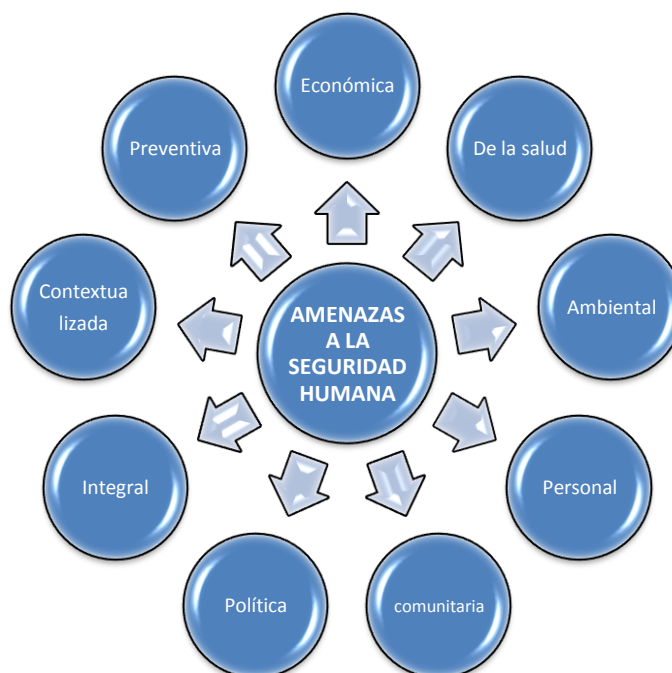 Económica
De la salud
Ambiental
Personal
comunitaria
Política
Integral
Contextua
lizada
Preventiva
AMENAZAS
A LA
SEGURIDAD
HUMANA